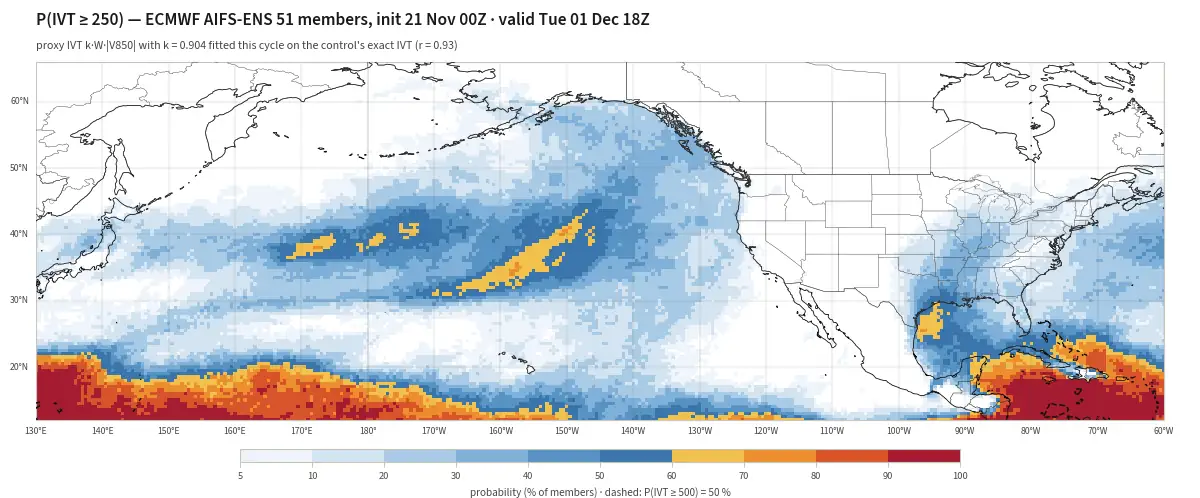 P(IVT ≥ 250) — ECMWF AIFS-ENS 51 members, init 21 Nov 00Z · valid Tue 01 Dec 18Z
proxy IVT k·W·|V850| with k = 0.904 fitted this cycle on the control's exact IVT (r = 0.93)
60°N
50°N
40°N
30°N
20°N
130°E 140°E 150°E 160°E 170°E 180° 170°W 160°W 150°W 140°W 130°W 120°W 110°W 100°W 90°W 80°W 70°W 60°W
5 10 20 30 40 50 60 70 80 90 100
probability (% of members) · dashed: P(IVT ≥ 500) = 50 %